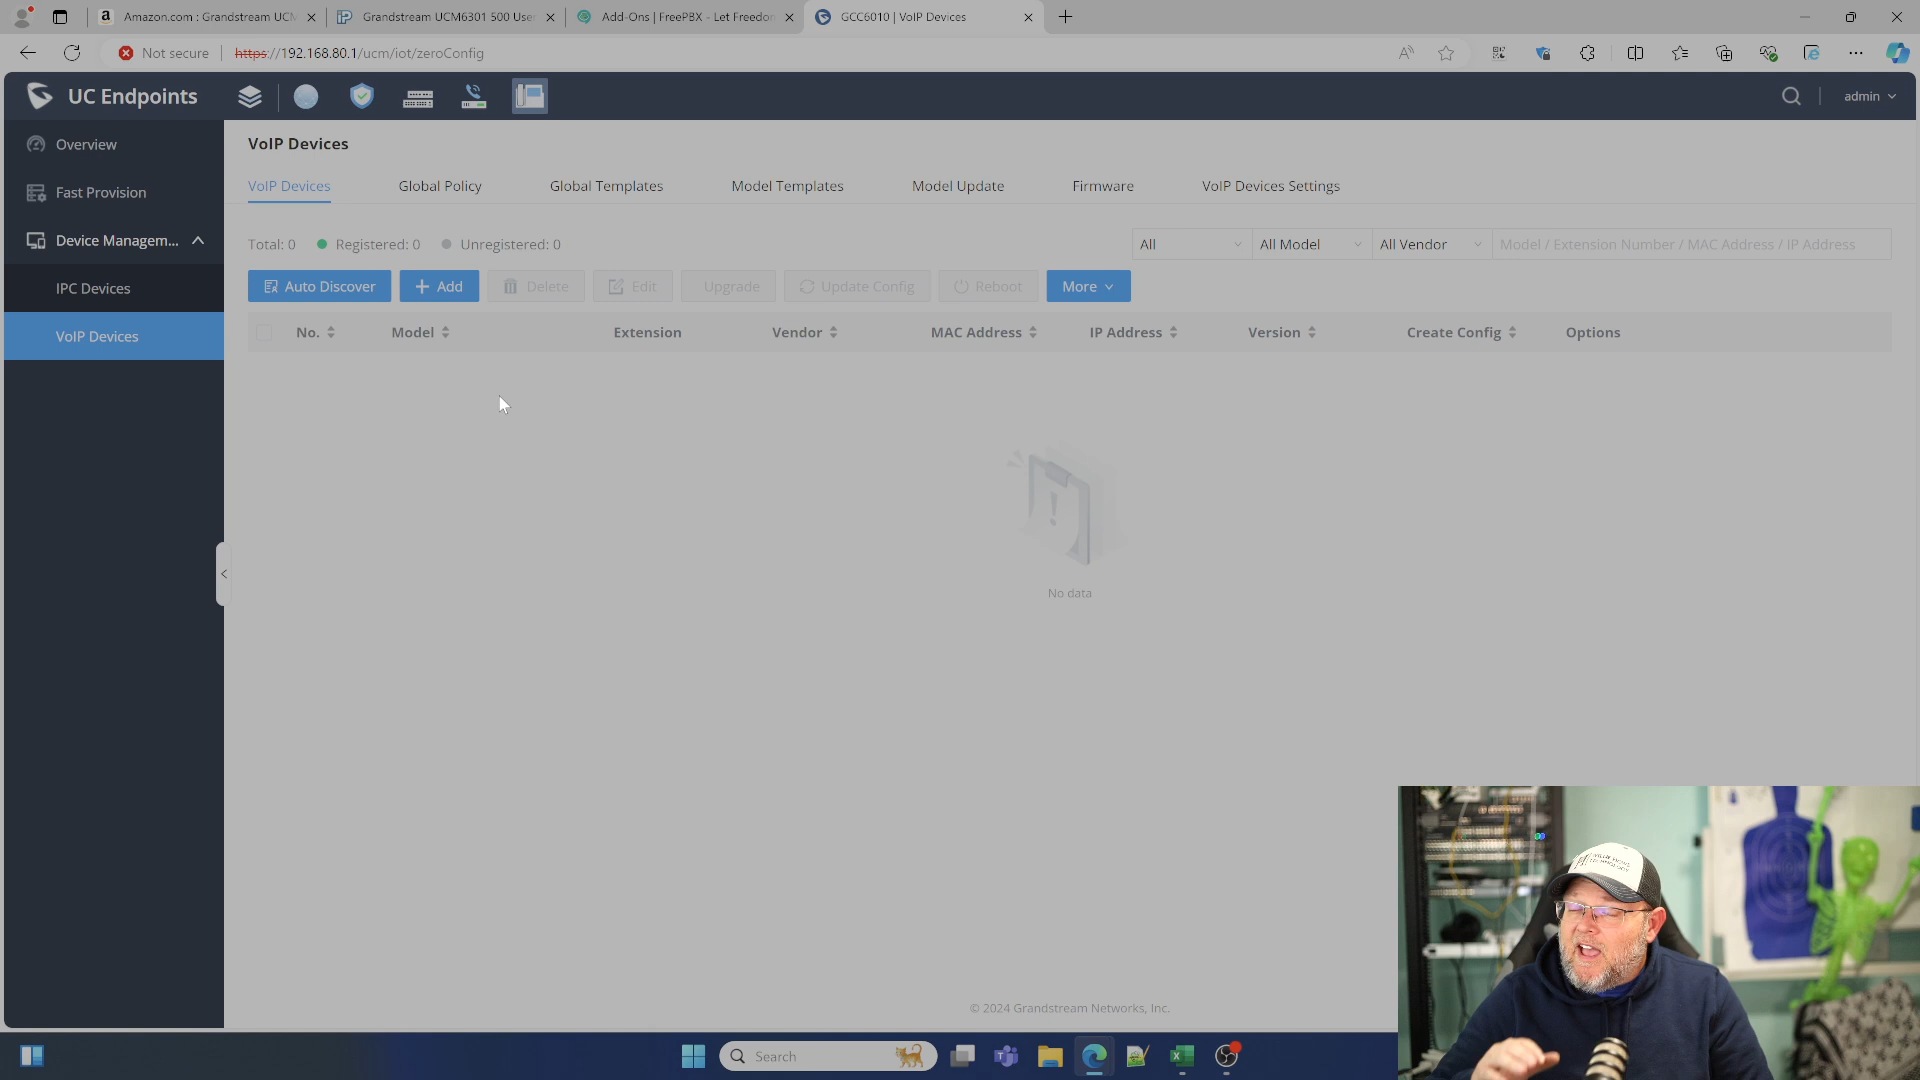 Amazon.com : Grandstream UCM
Grandstream UCM6301 500 User
Add-Ons | FreePBX - Let Freedom
GCC6010 | VoIP Devices
Not secure
https://192.168.80.1/ucm/iot/zeroConfig
UC Endpoints
admin
Overview
Fast Provision
Device Managem...
IPC Devices
VoIP Devices
VoIP Devices
VoIP Devices
Global Policy
Global Templates
Model Templates
Model Update
Firmware
VoIP Devices Settings
Total: 0
Registered: 0
Unregistered: 0
All
All Model
All Vendor
Model / Extension Number / MAC Address / IP Address
Auto Discover
+ Add
Delete
Edit
Upgrade
Update Config
Reboot
More
No.
Model
Extension
Vendor
MAC Address
IP Address
Version
Create Config
Options
No data
© 2024 Grandstream Networks, Inc.
Search